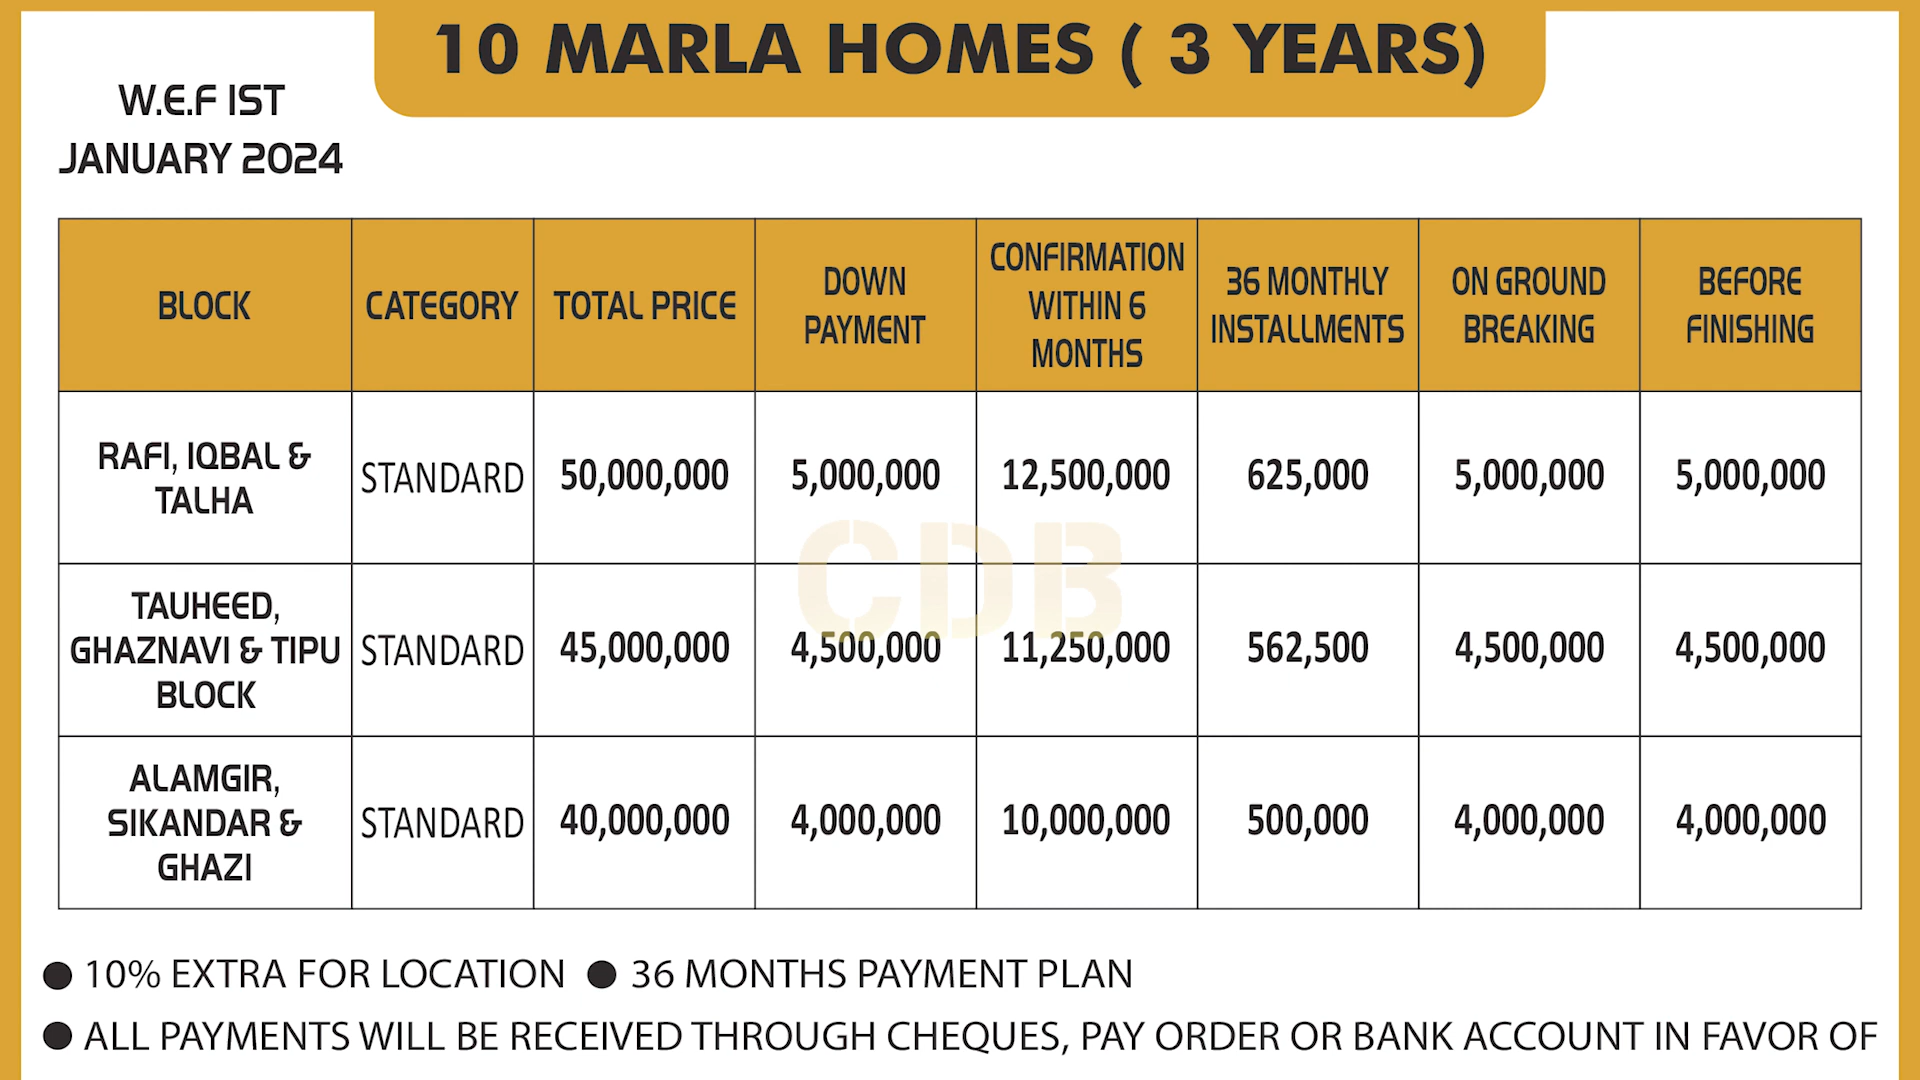 10 MARLA HOMES ( 3 YEARS)
W.E.F IST
JANUARY 2024
BLOCK
CATEGORY
TOTAL PRICE
DOWN
PAYMENT
CONFIRMATION
WITHIN 6
MONTHS
36 MONTHLY
INSTALLMENTS
ON GROUND
BREAKING
BEFORE
FINISHING
RAFI, IQBAL &
TALHA
STANDARD
50,000,000
5,000,000
12,500,000
625,000
5,000,000
5,000,000
TAUHEED,
GHAZNAVI & TIPU
BLOCK
STANDARD
45,000,000
4,500,000
11,250,000
562,500
4,500,000
4,500,000
ALAMGIR,
SIKANDAR &
GHAZI
STANDARD
40,000,000
4,000,000
10,000,000
500,000
4,000,000
4,000,000
CDB
● 10% EXTRA FOR LOCATION ● 36 MONTHS PAYMENT PLAN
● ALL PAYMENTS WILL BE RECEIVED THROUGH CHEQUES, PAY ORDER OR BANK ACCOUNT IN FAVOR OF